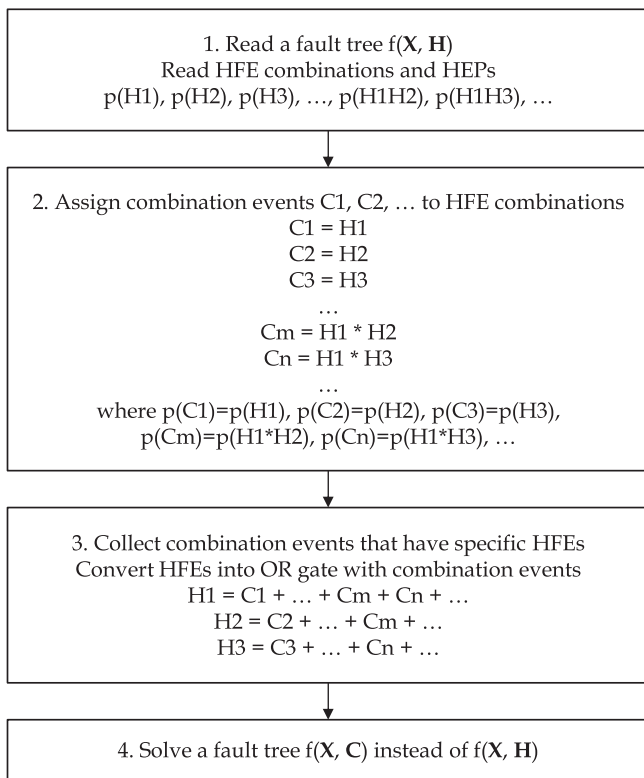 1. Read a fault tree f(X, H)
Read HFE combinations and HEPs
p(H1), p(H2), p(H3), …, p(H1H2), p(H1H3), …
2. Assign combination events C1, C2, … to HFE combinations
C1 = H1
C2 = H2
C3 = H3
…
Cm = H1 * H2
Cn = H1 * H3
…
where p(C1)=p(H1), p(C2)=p(H2), p(C3)=p(H3),
p(Cm)=p(H1*H2), p(Cn)=p(H1*H3), …
3. Collect combination events that have specific HFEs
Convert HFEs into OR gate with combination events
H1 = C1 + … + Cm + Cn + …
H2 = C2 + … + Cm + …
H3 = C3 + … + Cn + …
4. Solve a fault tree f(X, C) instead of f(X, H)